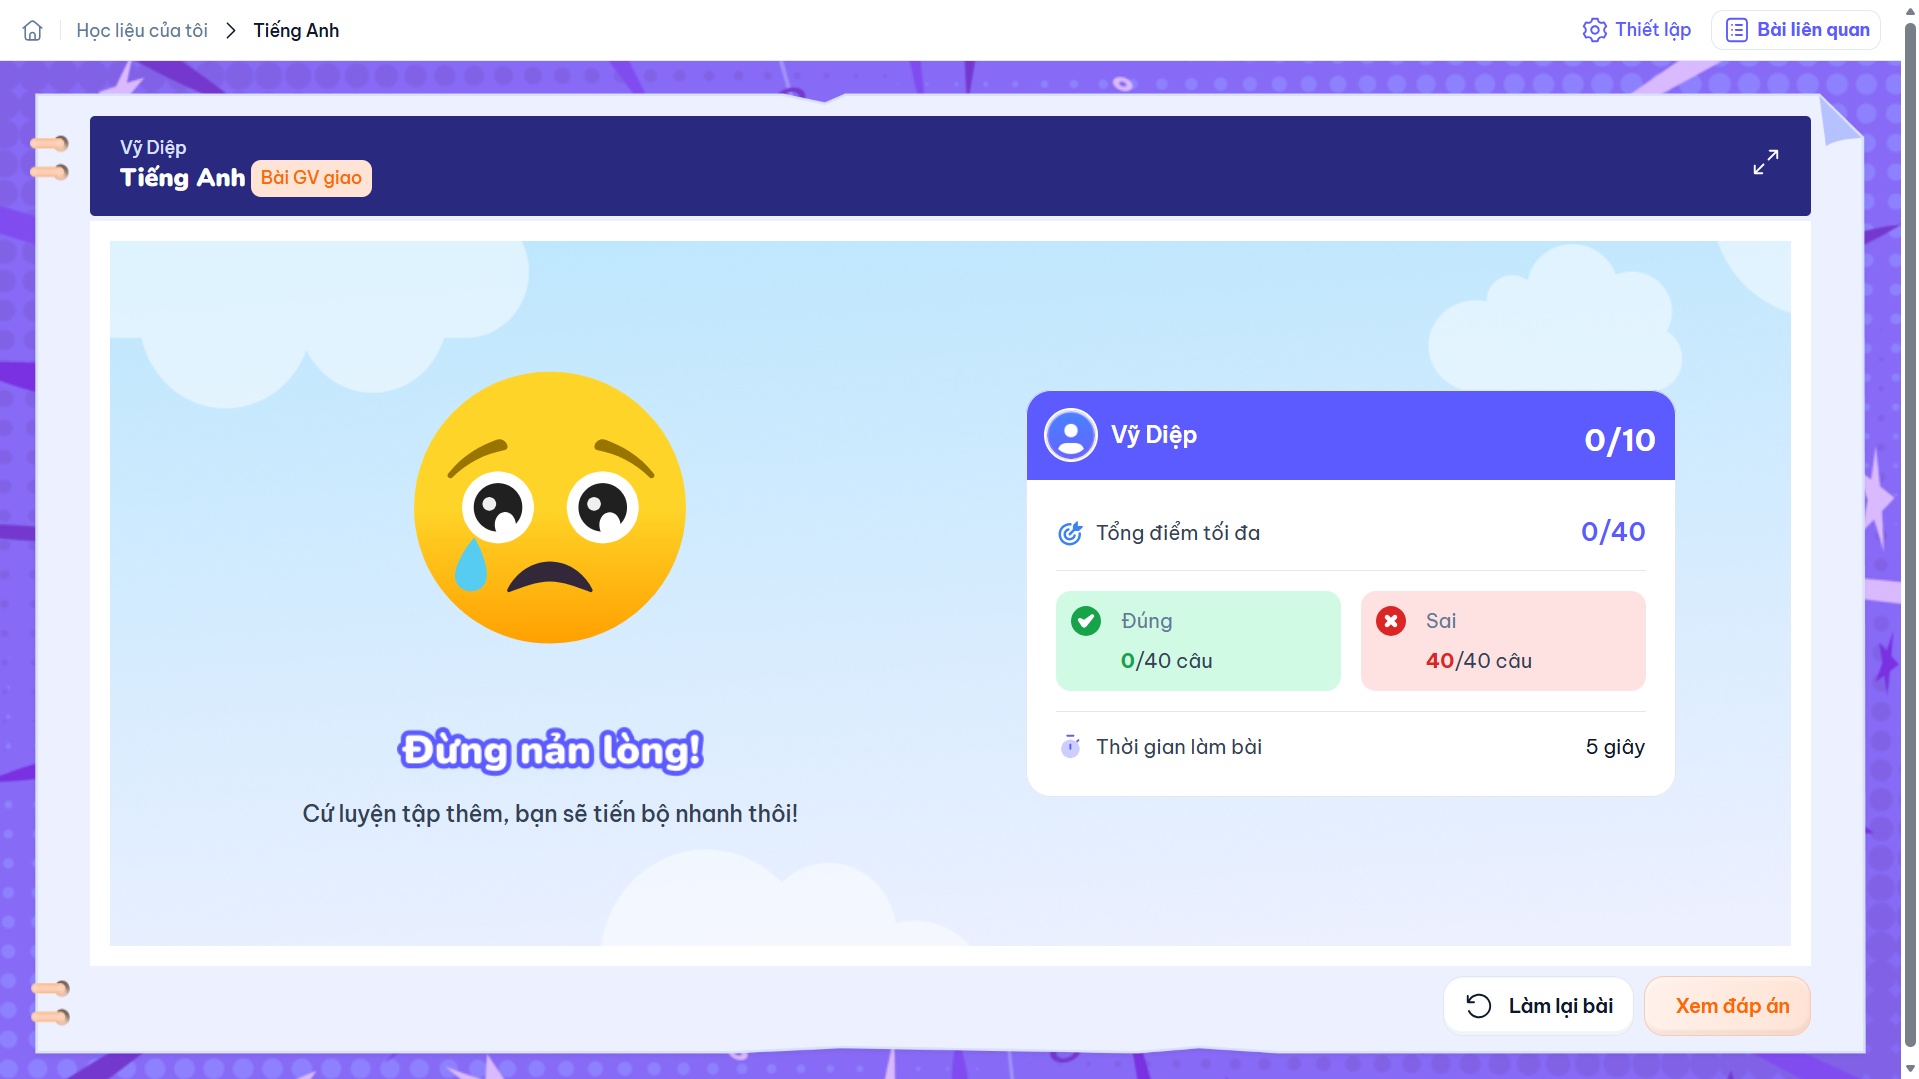 Học liệu của tôi > Tiếng Anh
Thiết lập
Bài liên quan
Vỹ Diệp
Tiếng Anh Bài GV giao
Đừng nản lòng!
Cứ luyện tập thêm, bạn sẽ tiến bộ nhanh thôi!
Vỹ Diệp 0/10
Tổng điểm tối đa 0/40
Đúng
0/40 câu
Sai
40/40 câu
Thời gian làm bài 5 giây
Làm lại bài
Xem đáp án